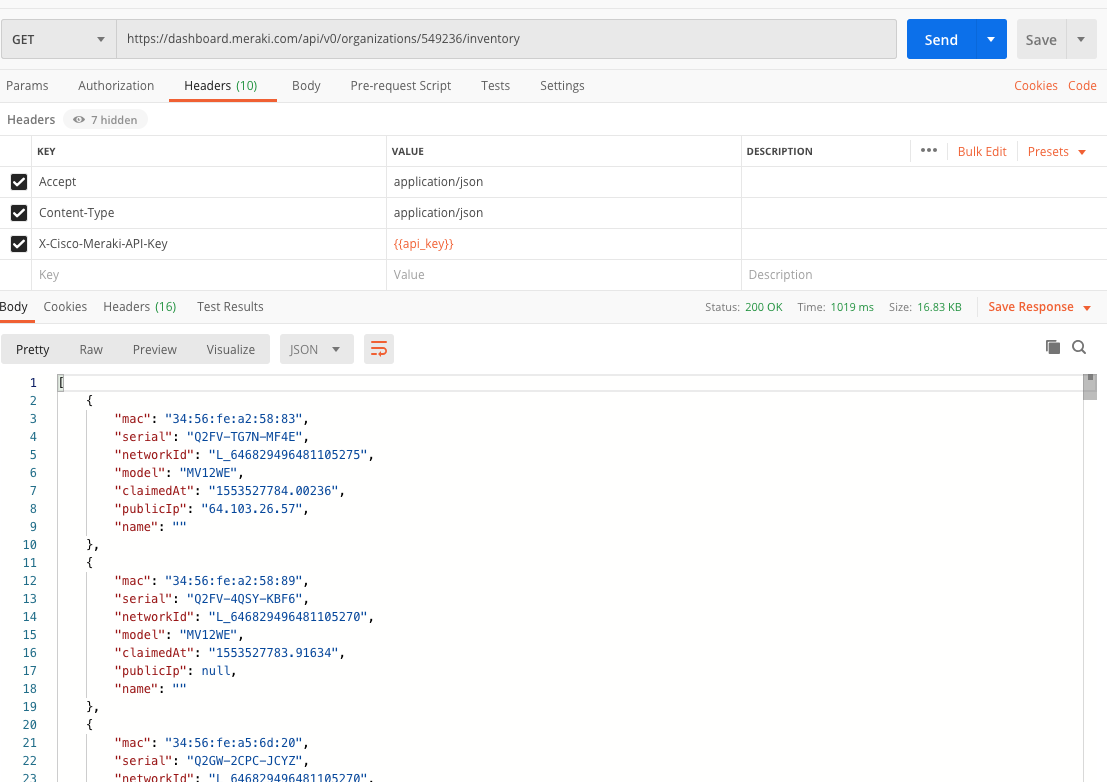 GET https://dashboard.meraki.com/api/v0/organizations/549236/inventory Send Save
Params Authorization Headers (10) Body Pre-request Script Tests Settings Cookies Code
Headers 7 hidden
KEY VALUE DESCRIPTION ••• Bulk Edit Presets
Accept application/json
Content-Type application/json
X-Cisco-Meraki-API-Key {{api_key}}
Key Value Description
Body Cookies Headers (16) Test Results Status: 200 OK Time: 1019 ms Size: 16.83 KB Save Response
Pretty Raw Preview Visualize JSON
1 [
2 {
3 "mac": "34:56:fe:a2:58:83",
4 "serial": "Q2FV-TG7N-MF4E",
5 "networkId": "L_646829496481105275",
6 "model": "MV12WE",
7 "claimedAt": "1553527784.00236",
8 "publicIp": "64.103.26.57",
9 "name": ""
10 },
11 {
12 "mac": "34:56:fe:a2:58:89",
13 "serial": "Q2FV-4QSY-KBF6",
14 "networkId": "L_646829496481105270",
15 "model": "MV12WE",
16 "claimedAt": "1553527783.91634",
17 "publicIp": null,
18 "name": ""
19 },
20 {
21 "mac": "34:56:fe:a5:6d:20",
22 "serial": "Q2GW-2CPC-JCYZ",
23 "networkId": "L_646829496481105270",